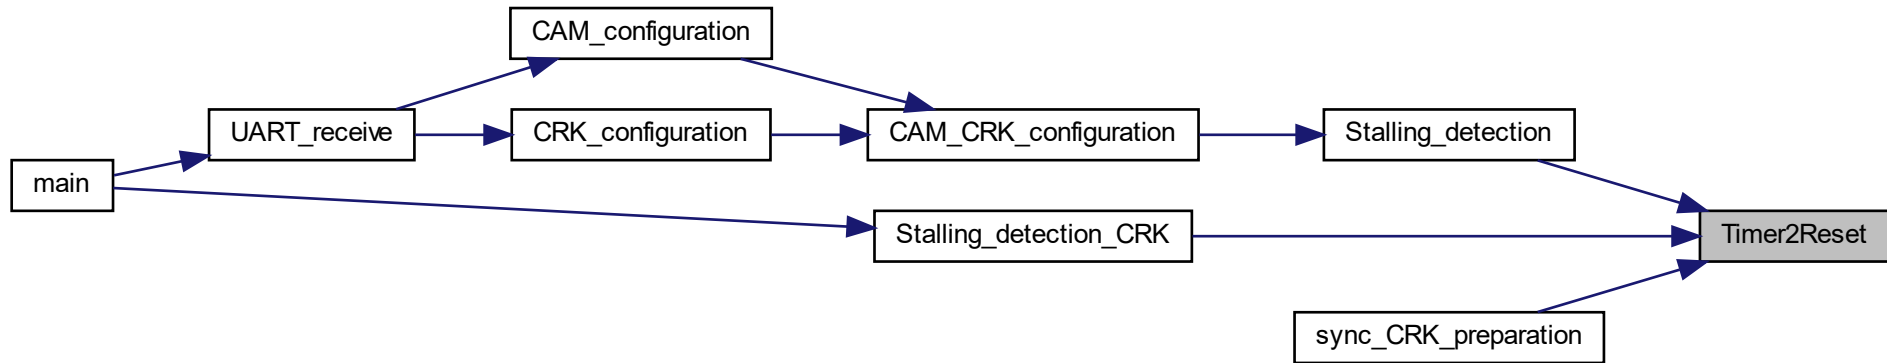 CAM_configuration
UART_receive
CRK_configuration
CAM_CRK_configuration
Stalling_detection
main
Stalling_detection_CRK
Timer2Reset
sync_CRK_preparation